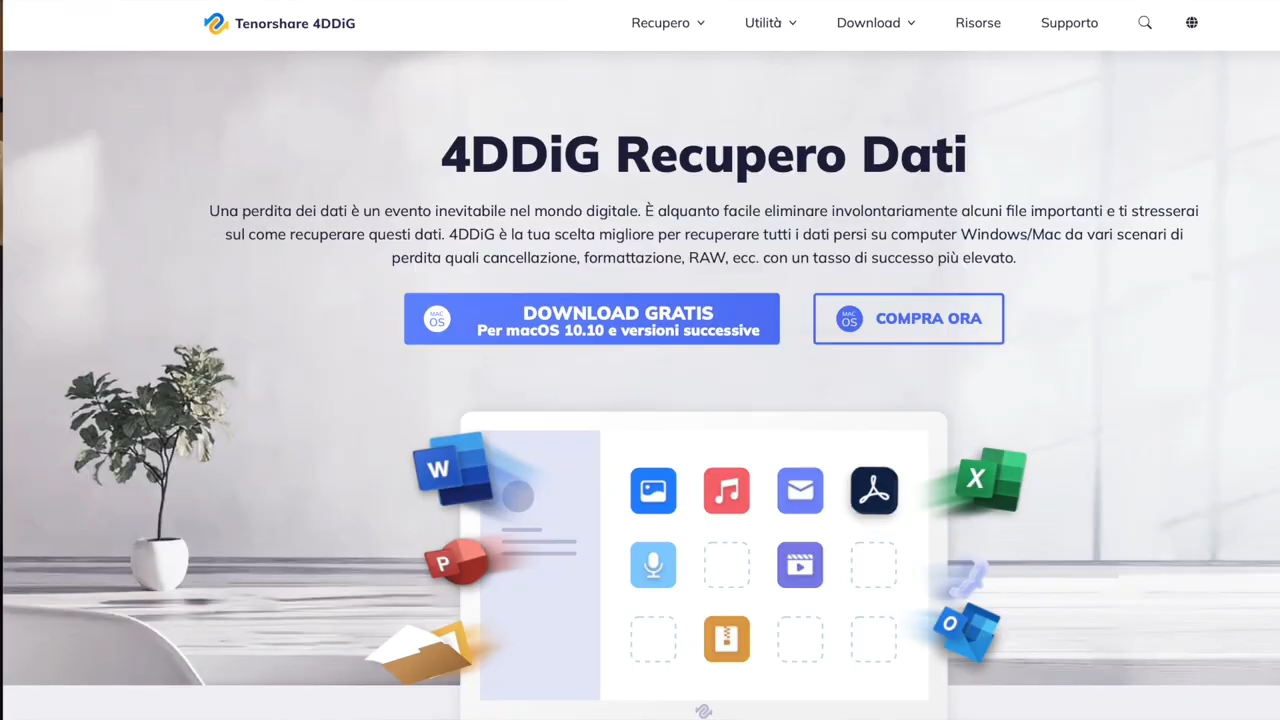 Tenorshare 4DDiG
Recupero
Utilità
Download
Risorse
Supporto
4DDiG Recupero Dati
Una perdita dei dati è un evento inevitabile nel mondo digitale. È alquanto facile eliminare involontariamente alcuni file importanti e ti stresserai
sul come recuperare questi dati. 4DDiG è la tua scelta migliore per recuperare tutti i dati persi su computer Windows/Mac da vari scenari di
perdita quali cancellazione, formattazione, RAW, ecc. con un tasso di successo più elevato.
MAC
OS
DOWNLOAD GRATIS
Per macOS 10.10 e versioni successive
MAC
OS
COMPRA ORA
W
X
P
O